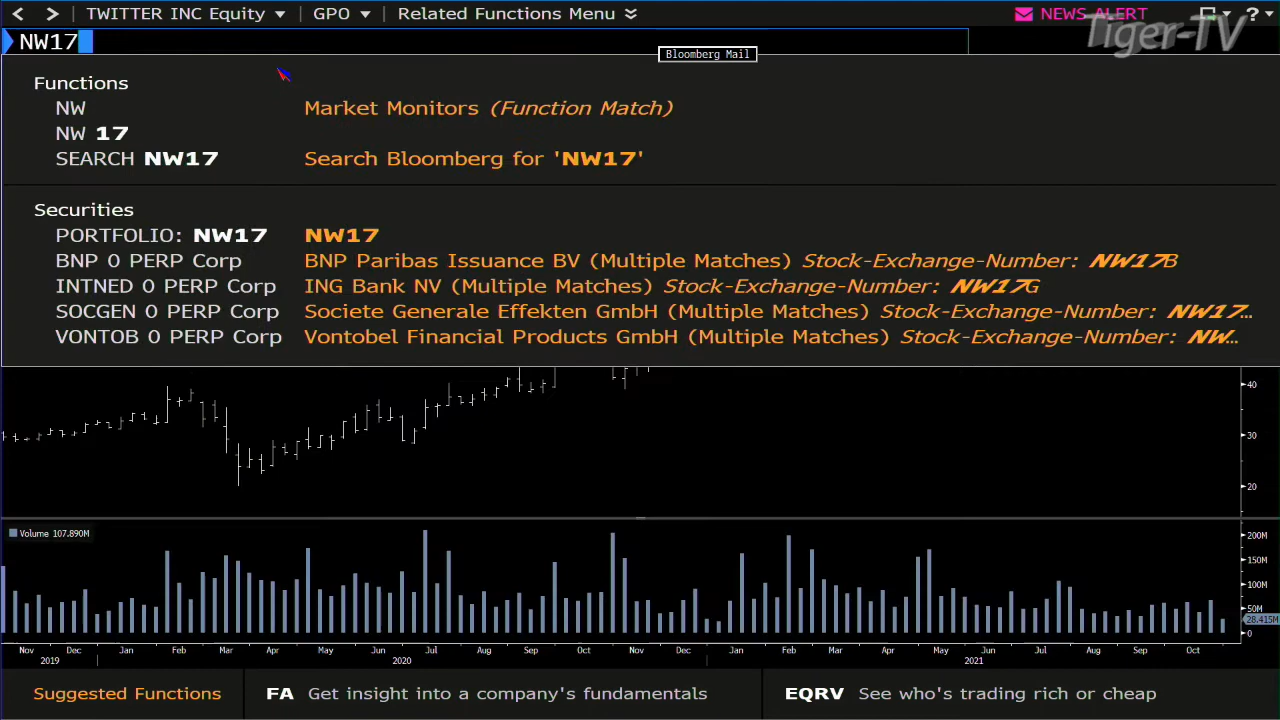 TWITTER INC Equity GPO Related Functions Menu NEWS ALERT ?
Tiger-TV
NW17
Bloomberg Mail
Functions
NW Market Monitors (Function Match)
NW 17
SEARCH NW17 Search Bloomberg for 'NW17'
Securities
PORTFOLIO: NW17 NW17
BNP 0 PERP Corp BNP Paribas Issuance BV (Multiple Matches) Stock-Exchange-Number: NW17B
INTNED 0 PERP Corp ING Bank NV (Multiple Matches) Stock-Exchange-Number: NW17G
SOCGEN 0 PERP Corp Societe Generale Effekten GmbH (Multiple Matches) Stock-Exchange-Number: NW17...
VONTOB 0 PERP Corp Vontobel Financial Products GmbH (Multiple Matches) Stock-Exchange-Number: NW...
40
30
20
Volume 107.890M
200M
150M
100M
50M
28.415M
0
Nov Dec Jan Feb Mar Apr May Jun Jul Aug Sep Oct Nov Dec Jan Feb Mar Apr May Jun Jul Aug Sep Oct
2019 2020 2021
Suggested Functions FA Get insight into a company's fundamentals EQRV See who's trading rich or cheap